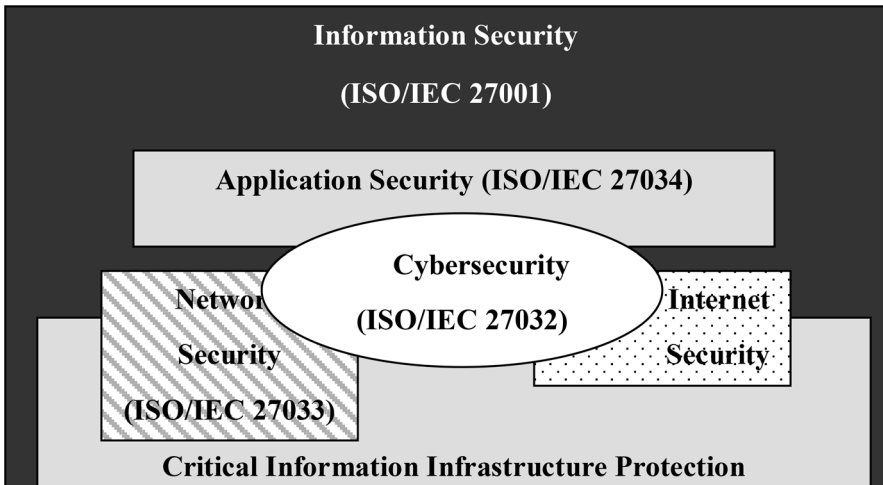 Information Security
(ISO/IEC 27001)
Application Security (ISO/IEC 27034)
Cybersecurity
(ISO/IEC 27032)
Networ
Security
(ISO/IEC 27033)
Internet
Security
Critical Information Infrastructure Protection